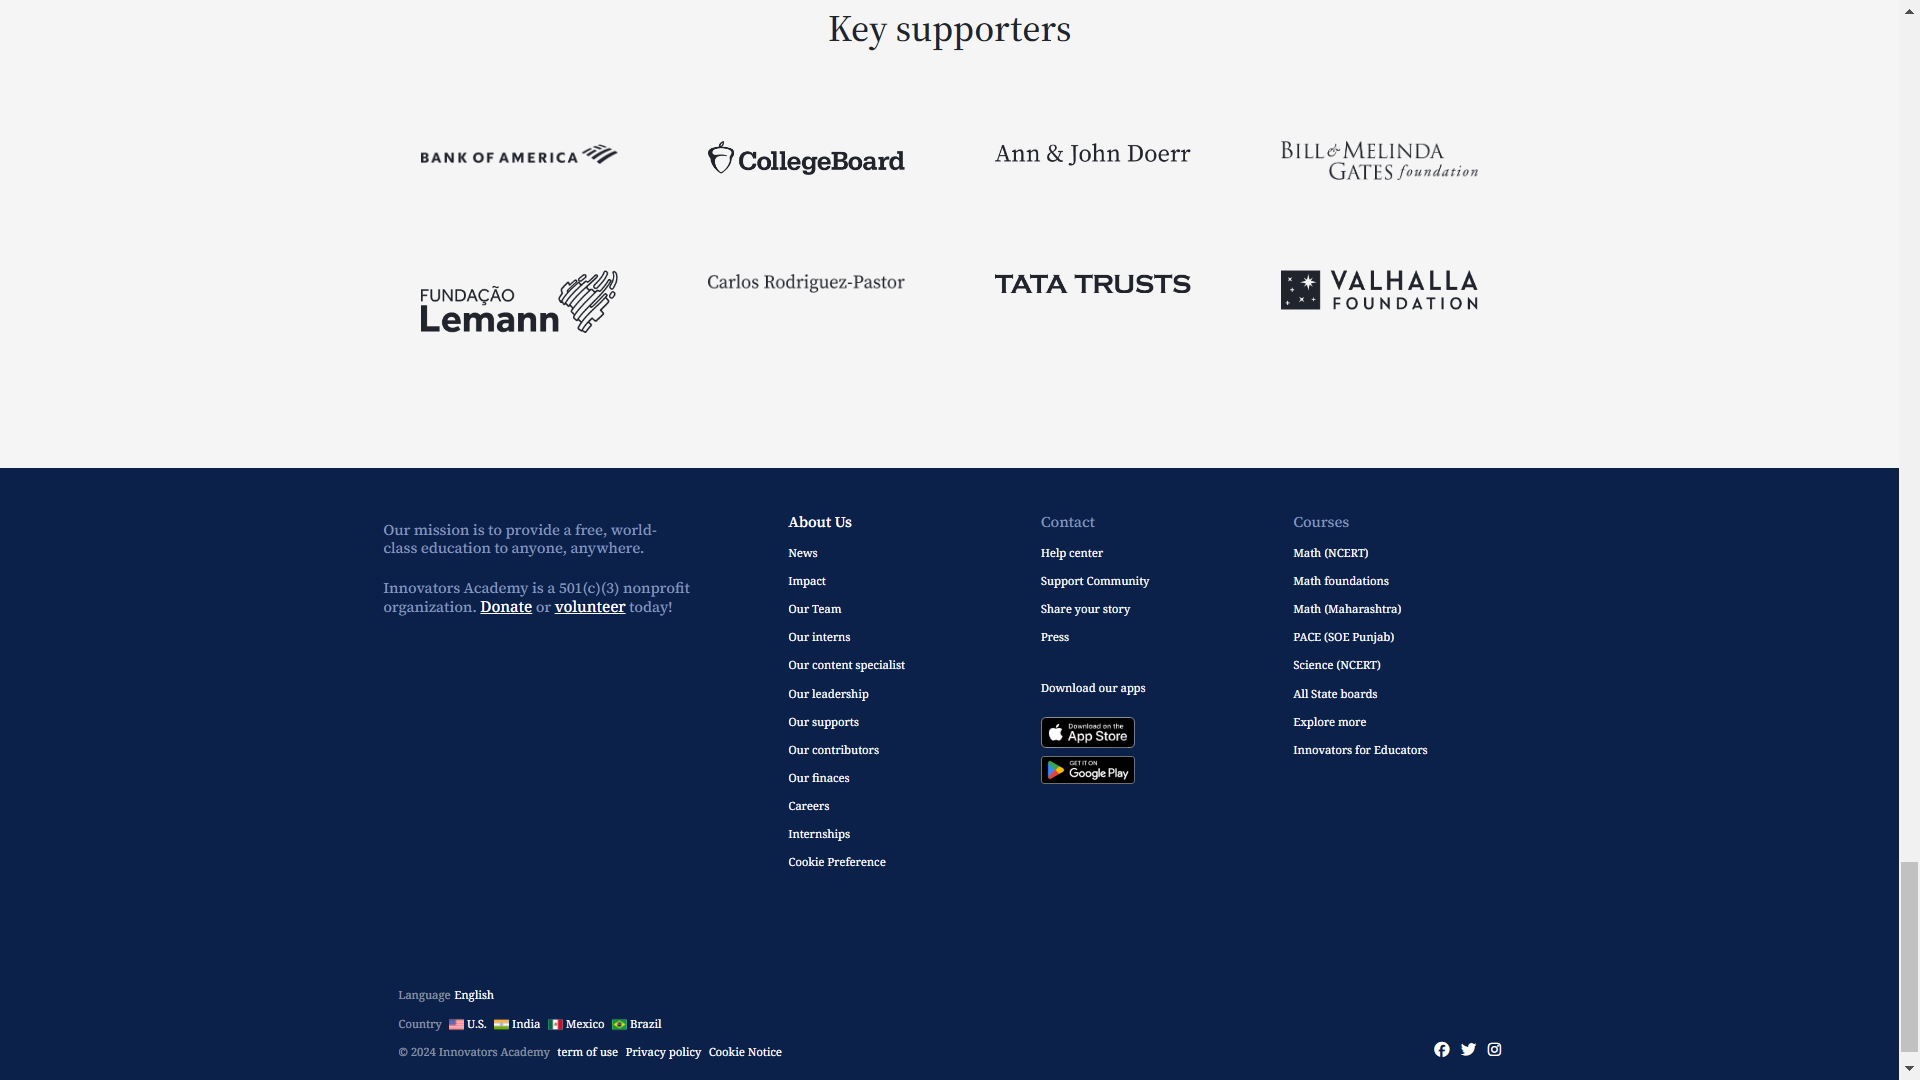 Key supporters
BANK OF AMERICA
CollegeBoard
Ann & John Doerr
BILL & MELINDA
GATES foundation
FUNDAÇÃO
Lemann
Carlos Rodriguez-Pastor
TATA TRUSTS
VALHALLA
FOUNDATION
Our mission is to provide a free, world-
class education to anyone, anywhere.
Innovators Academy is a 501(c)(3) nonprofit
organization. Donate or volunteer today!
About Us
News
Impact
Our Team
Our interns
Our content specialist
Our leadership
Our supports
Our contributors
Our finaces
Careers
Internships
Cookie Preference
Contact
Help center
Support Community
Share your story
Press
Download our apps
Download on the
App Store
GET IT ON
Google Play
Courses
Math (NCERT)
Math foundations
Math (Maharashtra)
PACE (SOE Punjab)
Science (NCERT)
All State boards
Explore more
Innovators for Educators
Language English
Country U.S. India Mexico Brazil
© 2024 Innovators Academy term of use Privacy policy Cookie Notice